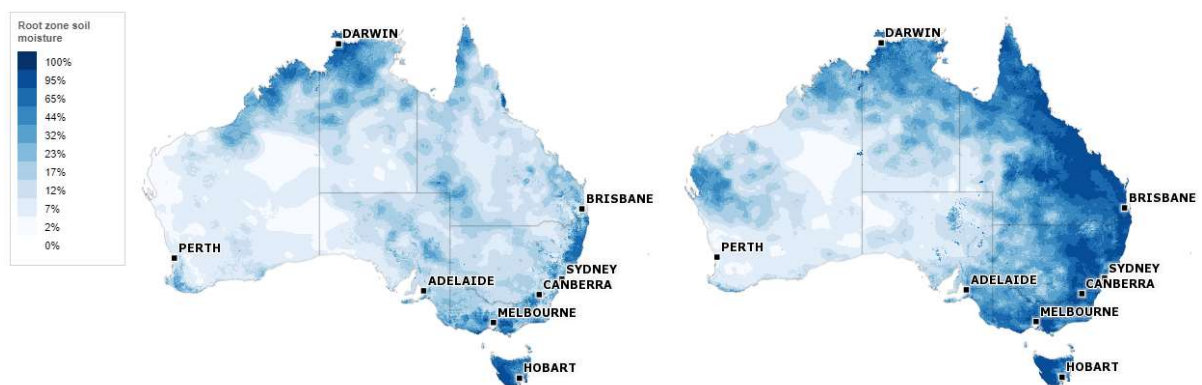 Root zone soil
moisture
100%
95%
65%
44%
32%
23%
17%
12%
7%
2%
0%
DARWIN
BRISBANE
PERTH
SYDNEY
ADELAIDE
CANBERRA
MELBOURNE
HOBART
DARWIN
BRISBANE
PERTH
SYDNEY
ADELAIDE
CANBERRA
MELBOURNE
HOBART